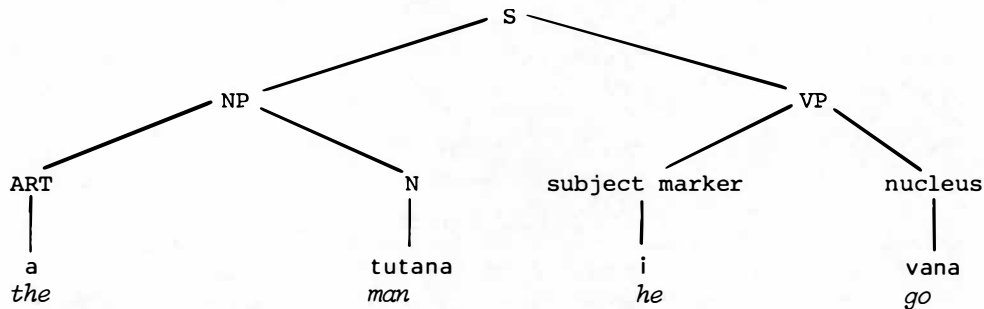 S
NP VP
ART N subject marker nucleus
a tutana i vana
the man he go